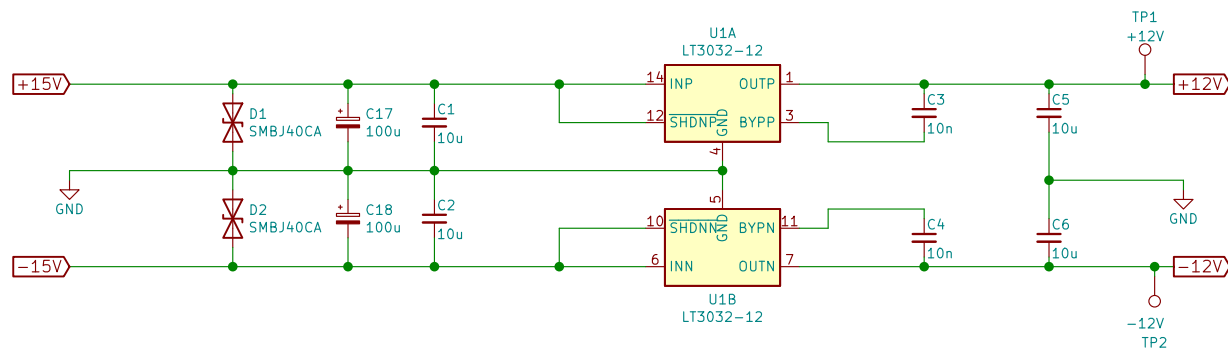 TP1
+12V
U1A
LT3032-12
+15V
14
INP
OUTP
1
+12V
D1
SMBJ40CA
+
C17
100u
C1
10u
12
SHDNP
GND
BYPP
3
C3
10n
C5
10u
4
GND
5
GND
D2
SMBJ40CA
+
C18
100u
C2
10u
10
SHDNN
GND
BYPN
11
C4
10n
C6
10u
-15V
6
INN
OUTN
7
-12V
U1B
LT3032-12
-12V
TP2